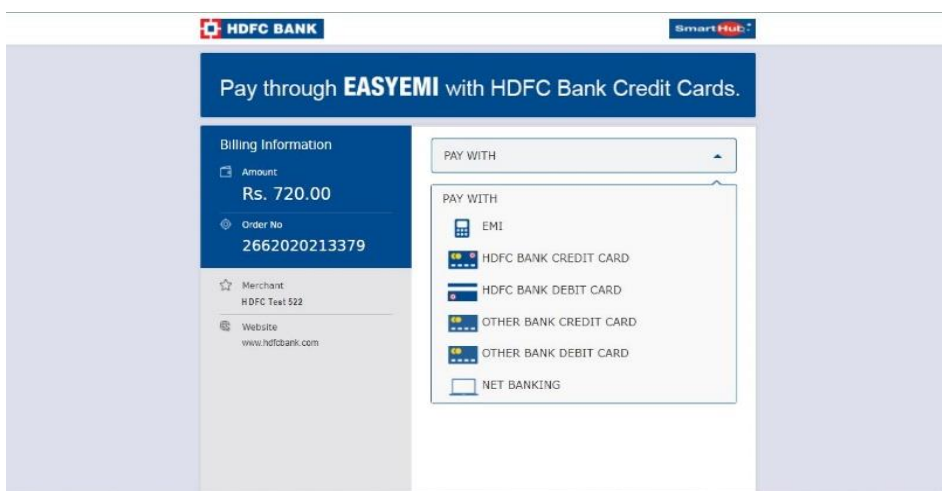 HDFC BANK
SmartHub
Pay through EASYEMI with HDFC Bank Credit Cards.
Billing Information
Amount
Rs. 720.00
Order No
2662020213379
Merchant
HDFC Test 522
Website
www.hdfcbank.com
PAY WITH
PAY WITH
EMI
HDFC BANK CREDIT CARD
HDFC BANK DEBIT CARD
OTHER BANK CREDIT CARD
OTHER BANK DEBIT CARD
NET BANKING